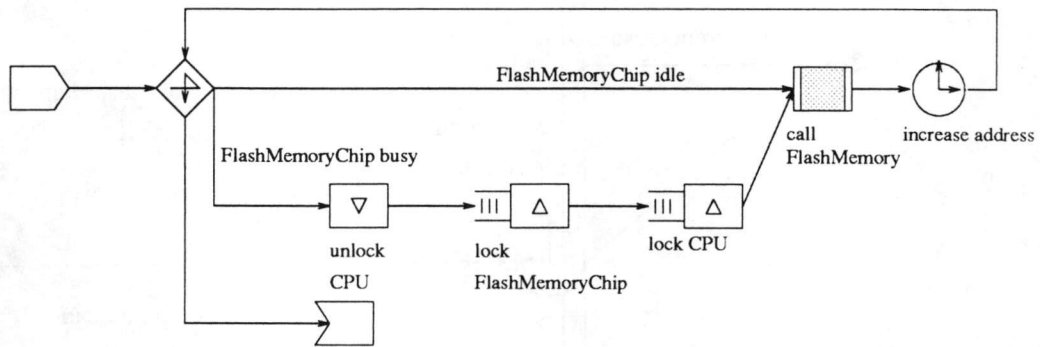 FlashMemoryChip idle
call
FlashMemory
increase address
FlashMemoryChip busy
unlock
CPU
lock
FlashMemoryChip
lock CPU